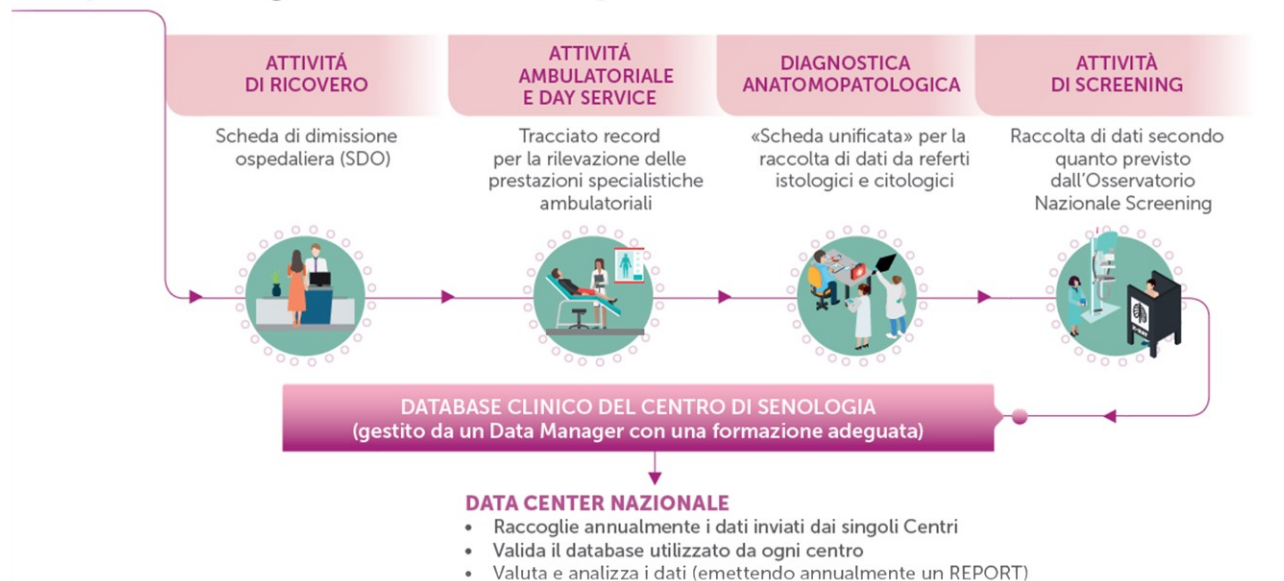 ATTIVITÁ
DI RICOVERO
Scheda di dimissione
ospedaliera (SDO)
ATTIVITÁ
AMBULATORIALE
E DAY SERVICE
Tracciato record
per la rilevazione delle
prestazioni specialistiche
ambulatoriali
DIAGNOSTICA
ANATOMOPATOLOGICA
«Scheda unificata» per la
raccolta di dati da referti
istologici e citologici
ATTIVITÀ
DI SCREENING
Raccolta di dati secondo
quanto previsto
dall'Osservatorio
Nazionale Screening
DATABASE CLINICO DEL CENTRO DI SENOLOGIA
(gestito da un Data Manager con una formazione adeguata)
DATA CENTER NAZIONALE
• Raccoglie annualmente i dati inviati dai singoli Centri
• Valida il database utilizzato da ogni centro
• Valuta e analizza i dati (emettendo annualmente un REPORT)